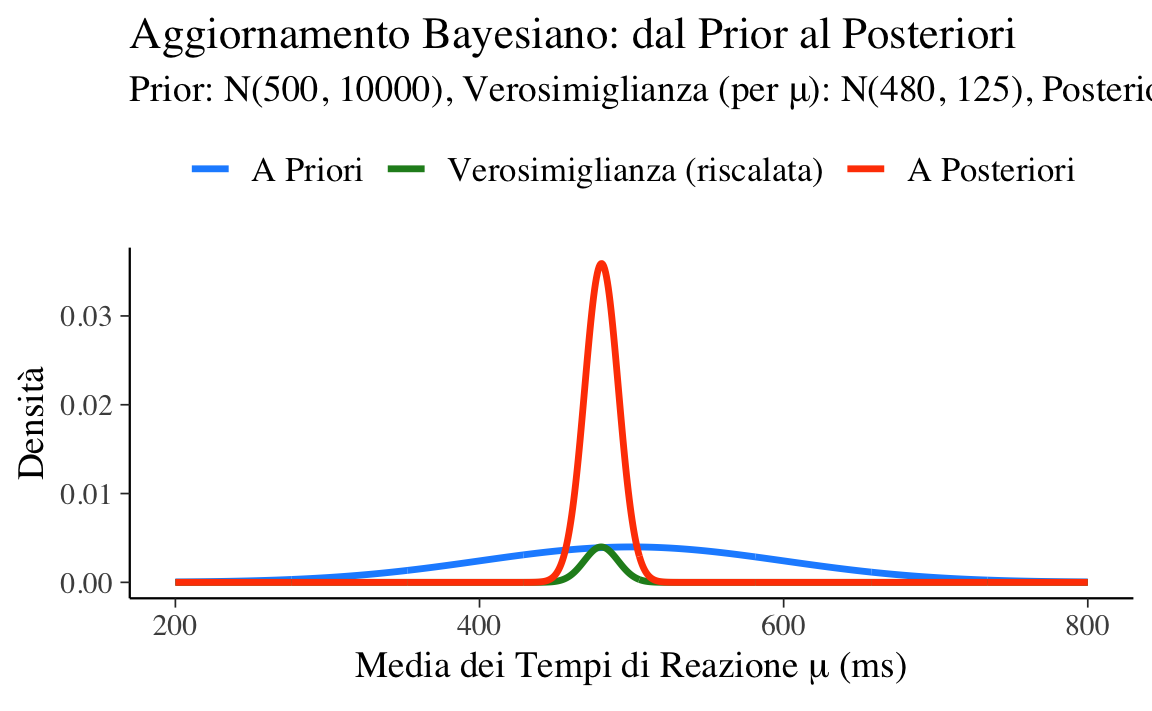 Aggiornamento Bayesiano: dal Prior al Posteriori
Prior: N(500, 10000), Verosimiglianza (per μ): N(480, 125),
A Priori Verosimiglianza (riscalata) A Posteriori
Densità
0.03
0.02
0.01
0.00
200 400 600 800
Media dei Tempi di Reazione μ (ms)